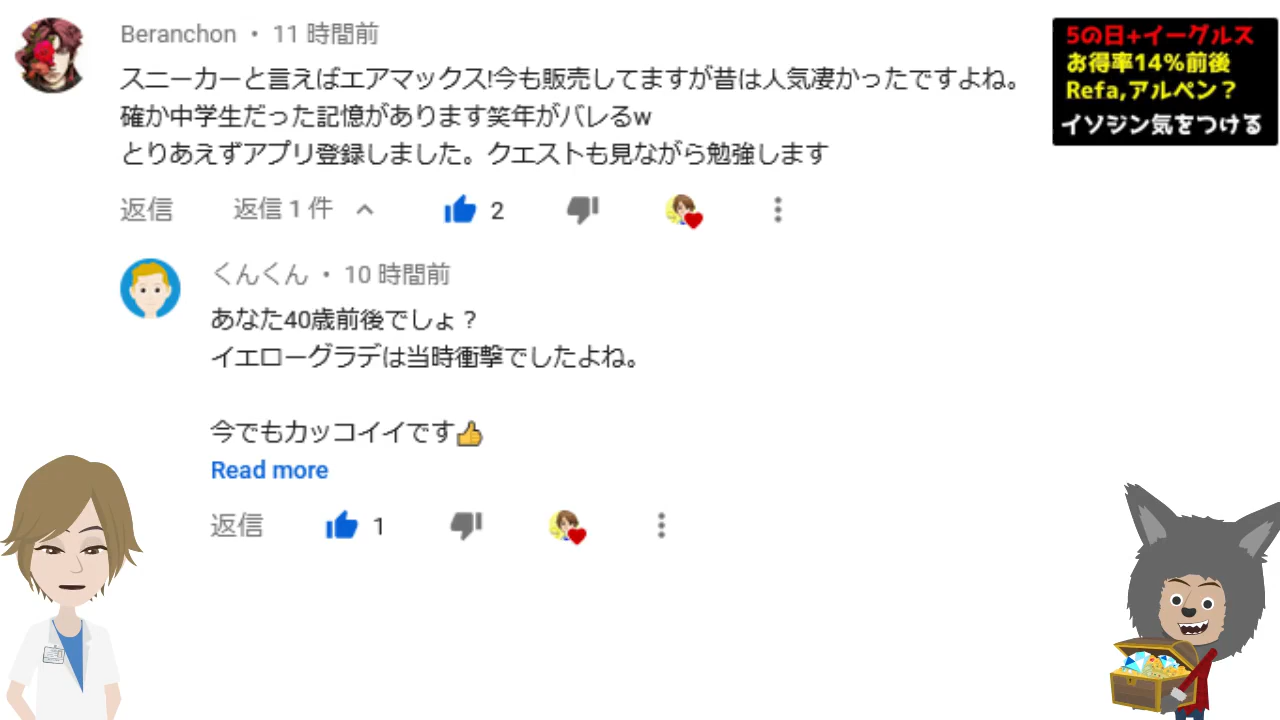 Beranchon • 11 時間前
スニーカーと言えばエアマックス!今も販売してますが昔は人気凄かったですよね。
確か中学生だった記憶があります笑年がバレるw
とりあえずアプリ登録しました。クエストも見ながら勉強します
返信 返信 1 件 2
くんくん • 10 時間前
あなた40歳前後でしょ？
イエローグラデは当時衝撃でしたよね。
今でもカッコイイです👍
Read more
返信 1
5の日+イーグルス
お得率14%前後
Refa,アルペン？
イソジン気をつける